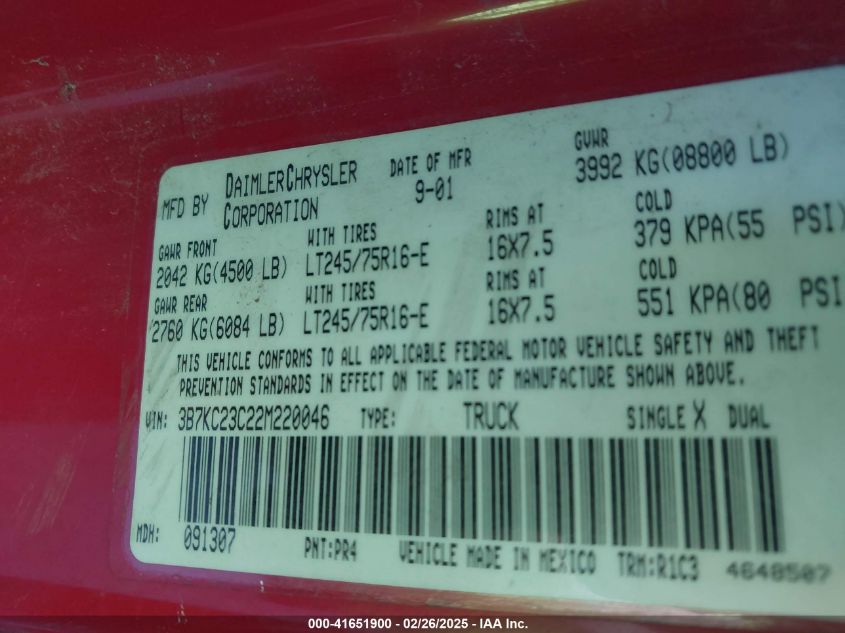 MFD BY DAIMLERCHRYSLER CORPORATION DATE OF MFR 9-01 GVWR 3992 KG(08800 LB)
GAWR FRONT WITH TIRES RIMS AT COLD
2042 KG(4500 LB) LT245/75R16-E 16X7.5 379 KPA(55 PSI)
GAWR REAR WITH TIRES RIMS AT COLD
2760 KG(6084 LB) LT245/75R16-E 16X7.5 551 KPA(80 PSI
THIS VEHICLE CONFORMS TO ALL APPLICABLE FEDERAL MOTOR VEHICLE SAFETY AND THEFT
PREVENTION STANDARDS IN EFFECT ON THE DATE OF MANUFACTURE SHOWN ABOVE.
VIN: 3B7KC23C22M220046 TYPE: TRUCK SINGLE X DUAL
MDH: 091307 PNT:PR4 VEHICLE MADE IN MEXICO TRM:R1C3 4648507
000-41651900 - 02/26/2025 - IAA Inc.